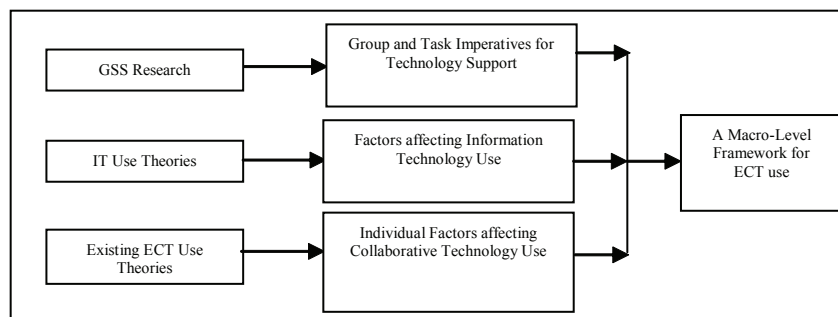 GSS Research
Group and Task Imperatives for
Technology Support
IT Use Theories
Factors affecting Information
Technology Use
Existing ECT Use
Theories
Individual Factors affecting
Collaborative Technology Use
A Macro-Level
Framework for
ECT use